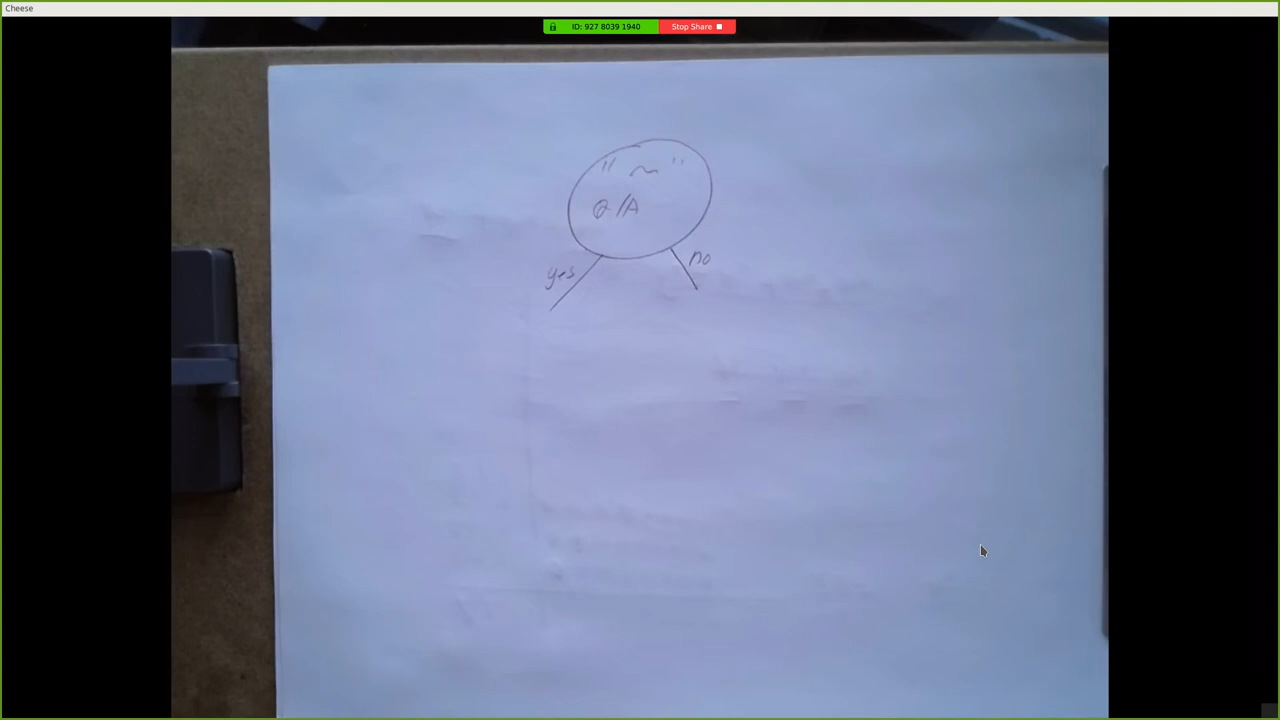 Cheese
ID: 927 8039 1940 Stop Share
" ~ "
Q/A
yes no